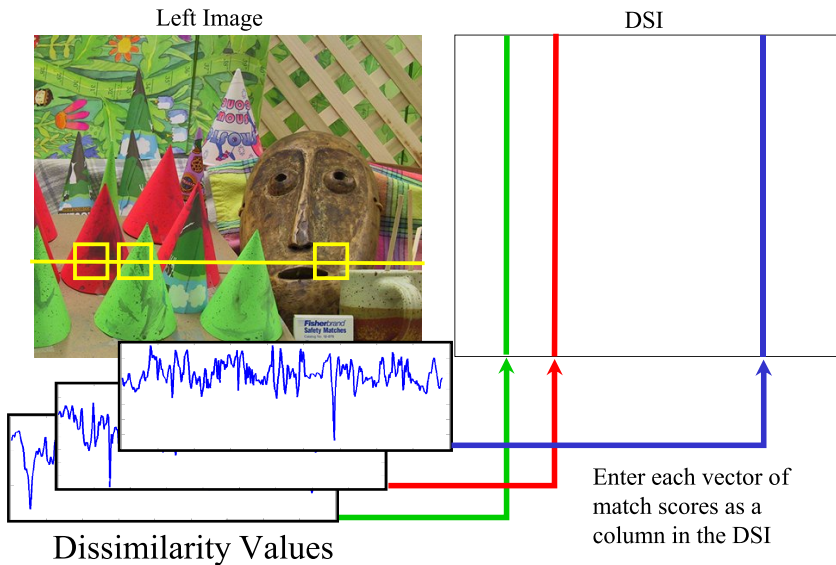 Left Image
DSI
Fisherbrand
Safety Matches
Enter each vector of
match scores as a
column in the DSI
Dissimilarity Values